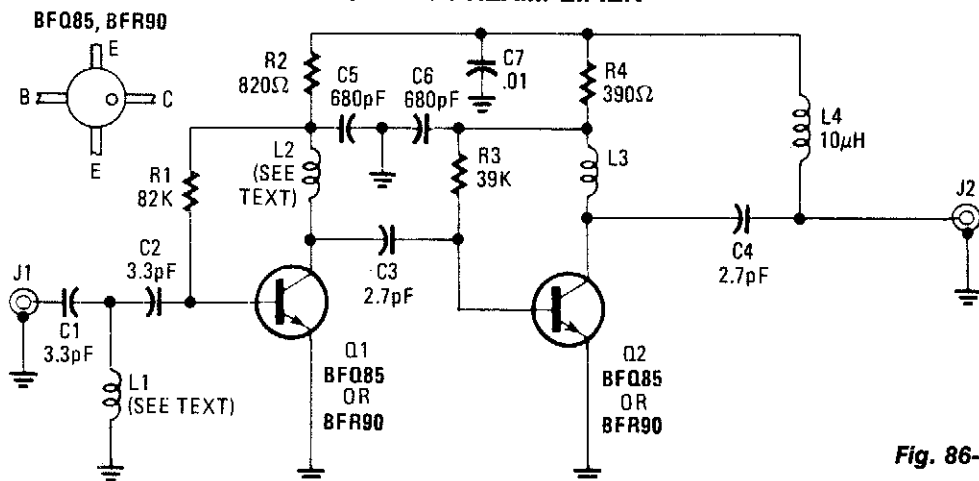 BFQ85, BFR90
E
B
C
E
R2
820Ω
C5
680pF
C6
680pF
C7
.01
R4
390Ω
L4
10μH
R1
82K
L2
(SEE
TEXT)
R3
39K
L3
J2
J1
C2
3.3pF
C3
2.7pF
C4
2.7pF
C1
3.3pF
L1
(SEE TEXT)
Q1
BFQ85
OR
BFR90
Q2
BFQ85
OR
BFR90
Fig. 86-